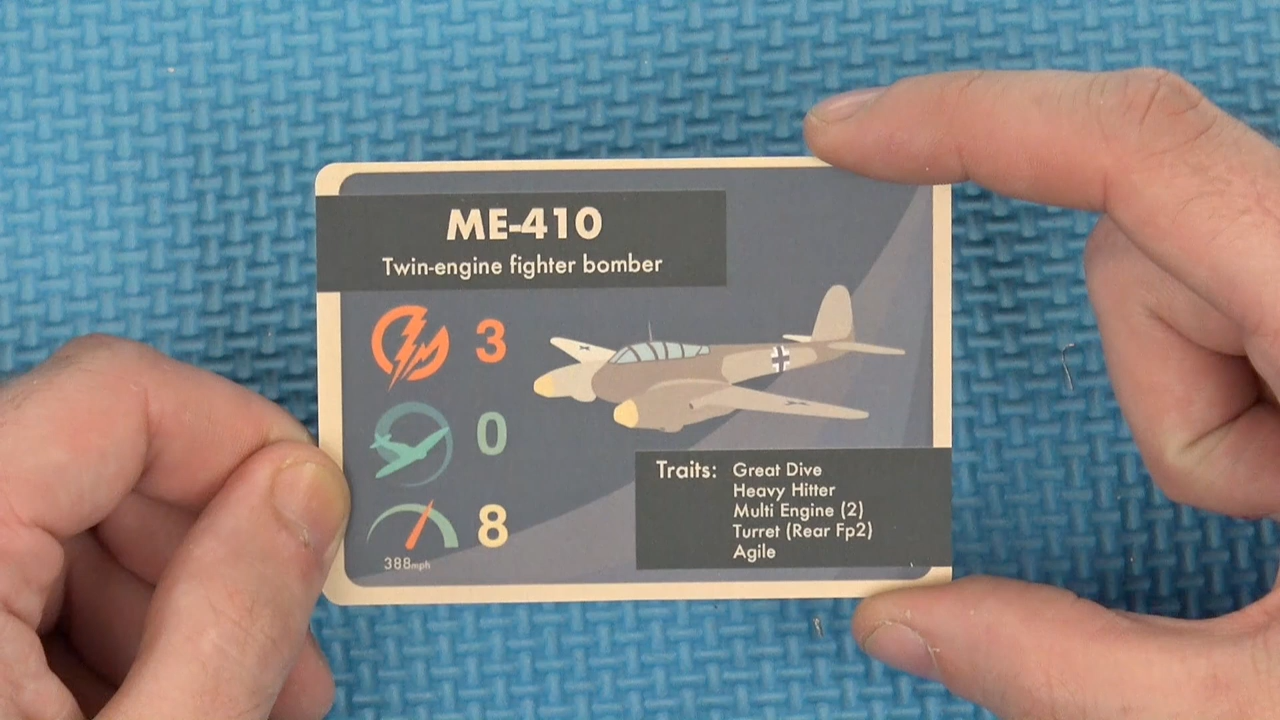 ME-410
Twin-engine fighter bomber
3
0
8
388mph
Traits: Great Dive
Heavy Hitter
Multi Engine (2)
Turret (Rear Fp2)
Agile